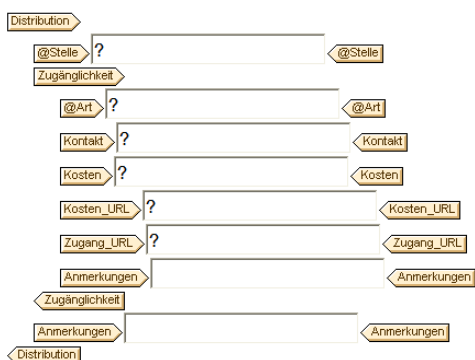 Distribution
@Stelle ? @Stelle
Zugänglichkeit
@Art ? @Art
Kontakt ? Kontakt
Kosten ? Kosten
Kosten_URL ? Kosten_URL
Zugang_URL ? Zugang_URL
Anmerkungen Anmerkungen
Zugänglichkeit
Anmerkungen Anmerkungen
Distribution